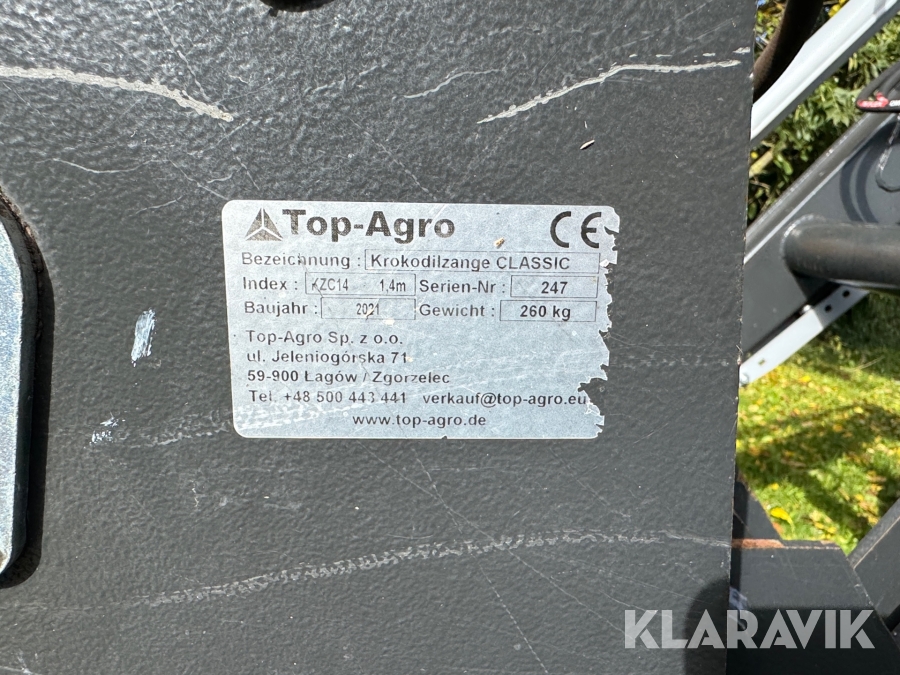 Top-Agro CE
Bezeichnung : Krokodilzange CLASSIC
Index : KZC14 1,4m Serien-Nr : 247
Baujahr : 2021 Gewicht : 260 kg
Top-Agro Sp. z o.o.
ul. Jeleniogórska 71
59-900 Łagów / Zgorzelec
Tel. +48 500 443 441 verkauf@top-agro.eu
www.top-agro.de
KLARAVIK